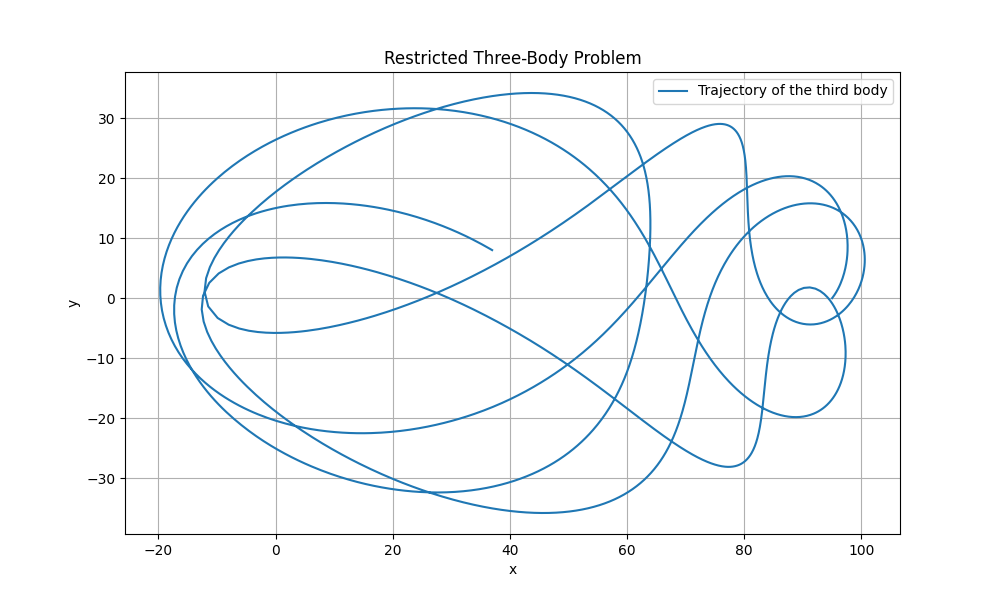 Restricted Three-Body Problem
Trajectory of the third body
30
20
10
0
−10
−20
−30
y
−20 0 20 40 60 80 100
x